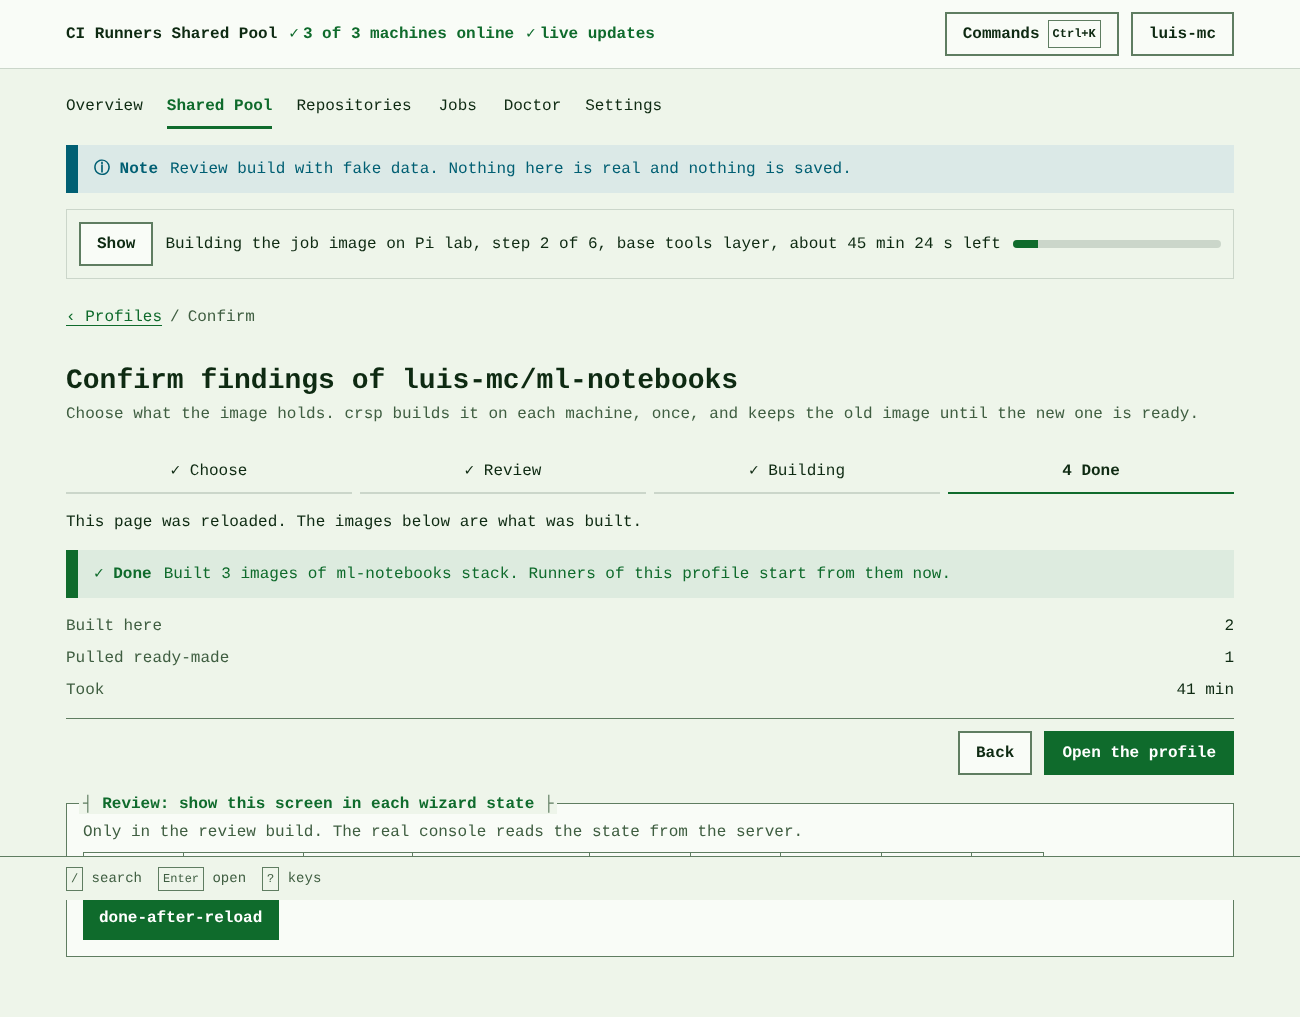 CI Runners Shared Pool ✓ 3 of 3 machines online ✓ live updates
Commands Ctrl+K
luis-mc
Overview Shared Pool Repositories Jobs Doctor Settings
ⓘ Note Review build with fake data. Nothing here is real and nothing is saved.
Show Building the job image on Pi lab, step 2 of 6, base tools layer, about 45 min 24 s left
‹ Profiles / Confirm
Confirm findings of luis-mc/ml-notebooks
Choose what the image holds. crsp builds it on each machine, once, and keeps the old image until the new one is ready.
✓ Choose ✓ Review ✓ Building 4 Done
This page was reloaded. The images below are what was built.
✓ Done Built 3 images of ml-notebooks stack. Runners of this profile start from them now.
Built here 2
Pulled ready-made 1
Took 41 min
Back Open the profile
┤ Review: show this screen in each wizard state ├
Only in the review build. The real console reads the state from the server.
/ search Enter open ? keys
done-after-reload